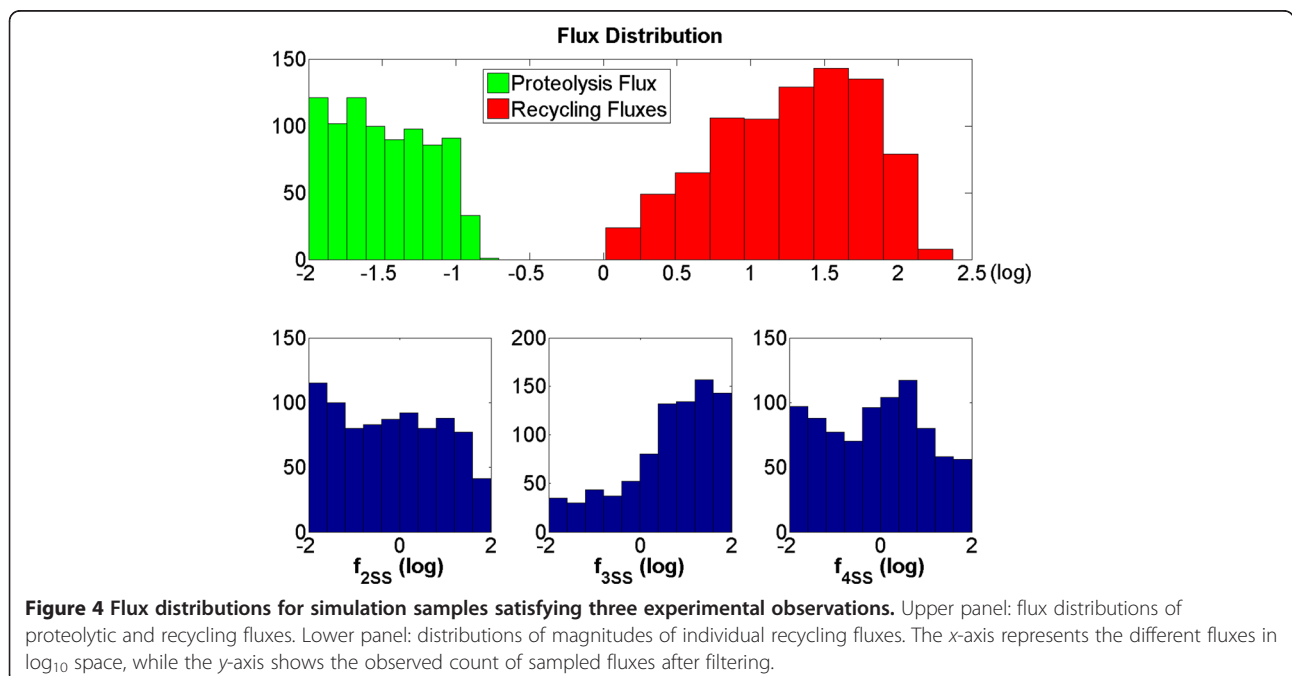 Flux Distribution
150
100
50
0
Proteolysis Flux
Recycling Fluxes
-2 -1.5 -1 -0.5 0 0.5 1 1.5 2 2.5 (log)
150
100
50
0
-2 0 2
f2SS (log)
200
150
100
50
0
-2 0 2
f3SS (log)
150
100
50
0
-2 0 2
f4SS (log)
Figure 4 Flux distributions for simulation samples satisfying three experimental observations. Upper panel: flux distributions of
proteolytic and recycling fluxes. Lower panel: distributions of magnitudes of individual recycling fluxes. The x-axis represents the different fluxes in
log10 space, while the y-axis shows the observed count of sampled fluxes after filtering.